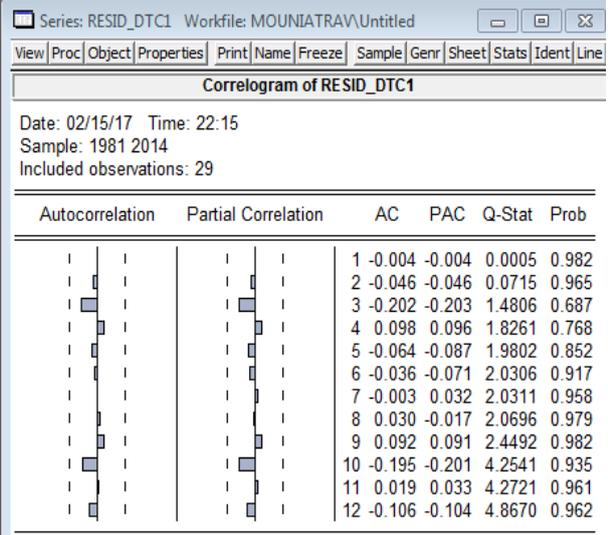 Series: RESID_DTC1 Workfile: MOUNIATRAV\Untitled
View Proc Object Properties Print Name Freeze Sample Genr Sheet Stats Ident Line
Correlogram of RESID_DTC1
Date: 02/15/17 Time: 22:15
Sample: 1981 2014
Included observations: 29
Autocorrelation Partial Correlation AC PAC Q-Stat Prob
1 -0.004 -0.004 0.0005 0.982
2 -0.046 -0.046 0.0715 0.965
3 -0.202 -0.203 1.4806 0.687
4 0.098 0.096 1.8261 0.768
5 -0.064 -0.087 1.9802 0.852
6 -0.036 -0.071 2.0306 0.917
7 -0.003 0.032 2.0311 0.958
8 0.030 -0.017 2.0696 0.979
9 0.092 0.091 2.4492 0.982
10 -0.195 -0.201 4.2541 0.935
11 0.019 0.033 4.2721 0.961
12 -0.106 -0.104 4.8670 0.962